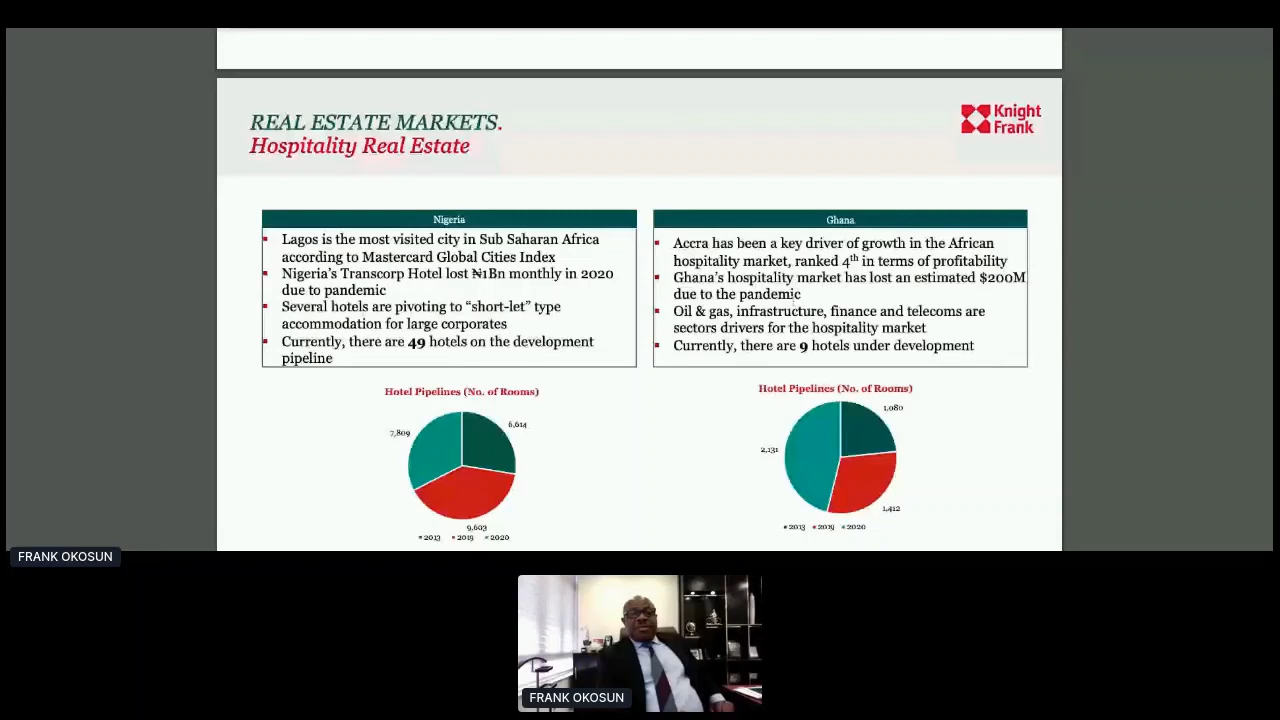 REAL ESTATE MARKETS.
Hospitality Real Estate
Knight
Frank
Nigeria
Lagos is the most visited city in Sub Saharan Africa
according to Mastercard Global Cities Index
Nigeria's Transcorp Hotel lost ₦1Bn monthly in 2020
due to pandemic
Several hotels are pivoting to “short-let” type
accommodation for large corporates
Currently, there are 49 hotels on the development
pipeline
Ghana
Accra has been a key driver of growth in the African
hospitality market, ranked 4th in terms of profitability
Ghana's hospitality market has lost an estimated $200M
due to the pandemic
Oil & gas, infrastructure, finance and telecoms are
sectors drivers for the hospitality market
Currently, there are 9 hotels under development
Hotel Pipelines (No. of Rooms)
7,809
6,614
9,603
2013 2019 2020
Hotel Pipelines (No. of Rooms)
1,080
2,131
1,412
2013 2019 2020
FRANK OKOSUN
FRANK OKOSUN